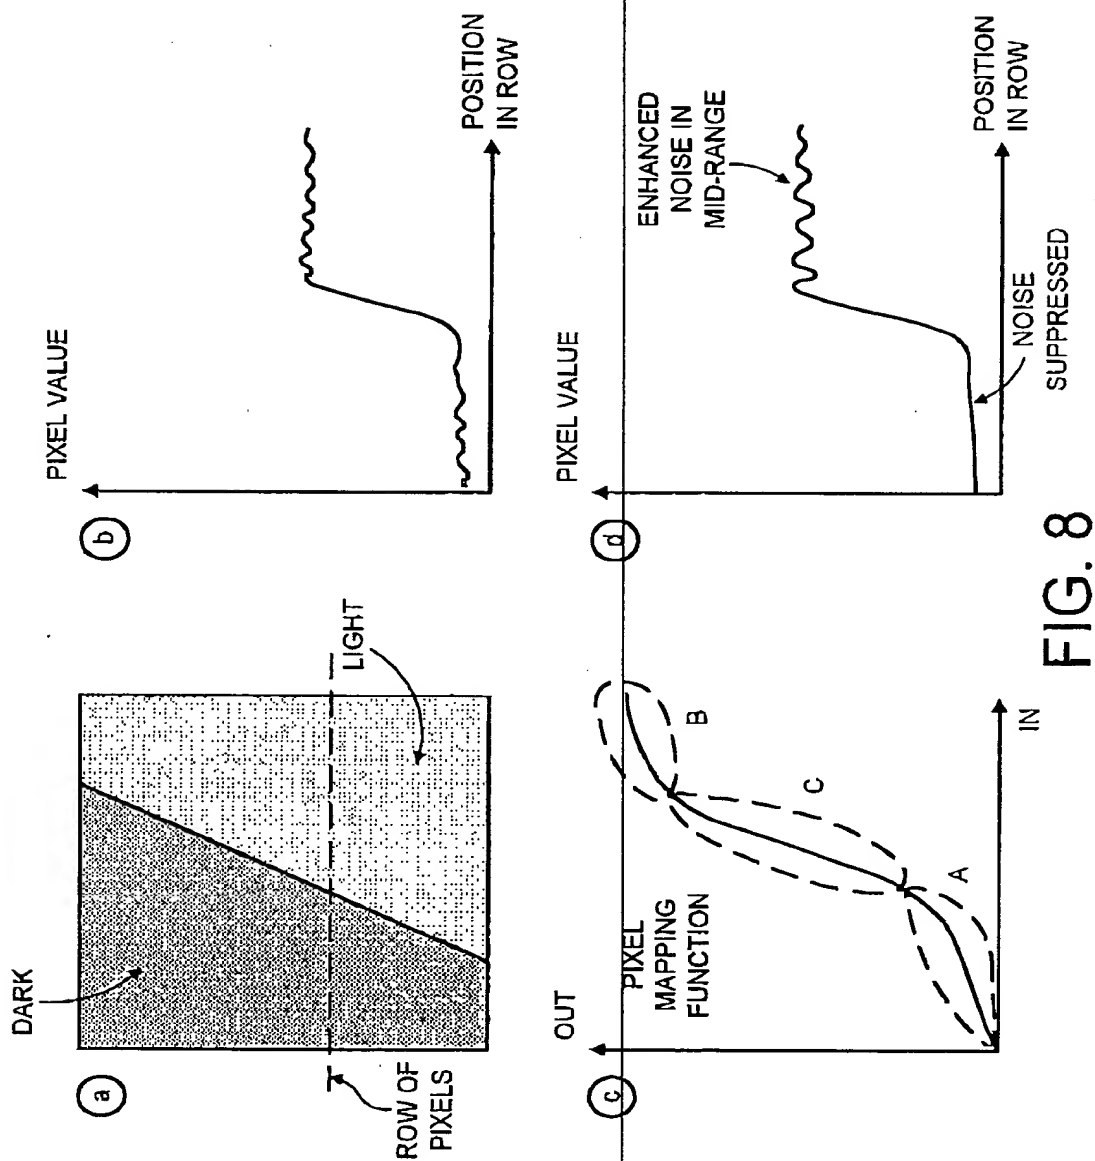 a
DARK
LIGHT
ROW OF
PIXELS
b
PIXEL VALUE
POSITION
IN ROW
c
OUT
PIXEL
MAPPING
FUNCTION
B
C
A
IN
d
PIXEL VALUE
ENHANCED
NOISE IN
MID-RANGE
NOISE
SUPPRESSED
POSITION
IN ROW
FIG. 8